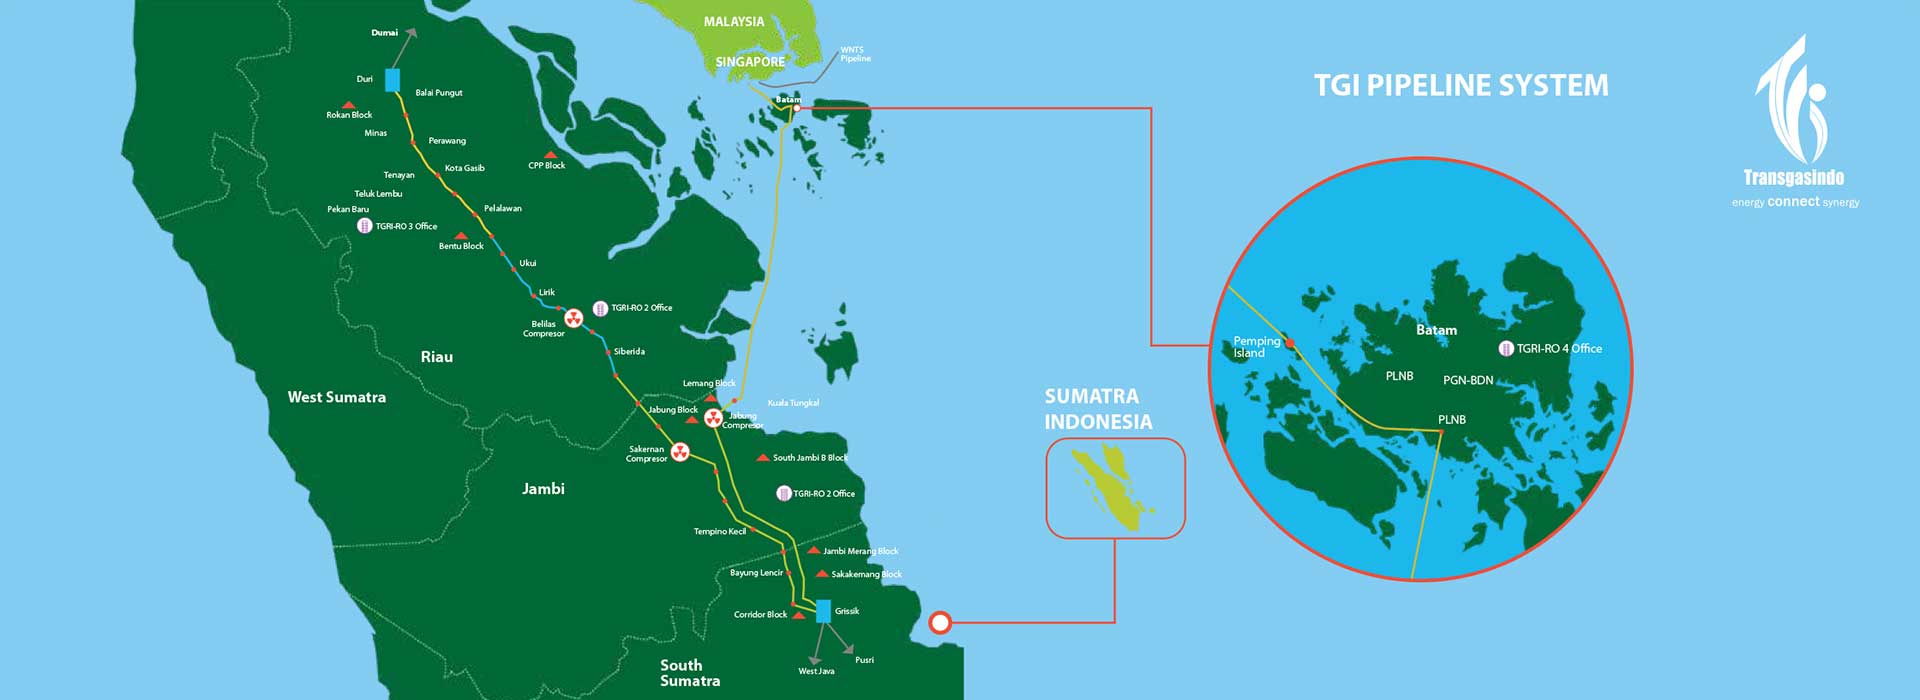 MALAYSIA
SINGAPORE
WNTS
Pipeline
Dumai
Duri
Balai Pungut
Rokan Block
Minas
Perawang
CPP Block
Kota Gasib
Tenayan
Teluk Lembu
Pekan Baru
Pelalawan
TGRI-RO 3 Office
Bentu Block
Ukui
Lirik
TGRI-RO 2 Office
Belilas
Compresor
Siberida
Riau
West Sumatra
Lemang Block
Jabung Block
Kuala Tungkal
Jabung
Compresor
Sakernan
Compresor
South Jambi B Block
Jambi
TGRI-RO 2 Office
Tempino Kecil
Jambi Merang Block
Bayung Lencir
Sakakemang Block
Corridor Block
Grissik
West Java
Pusri
South
Sumatra
Batam
SUMATRA
INDONESIA
TGI PIPELINE SYSTEM
Transgasindo
energy connect synergy
Batam
Pemping
Island
TGRI-RO 4 Office
PLNB
PGN-BDN
PLNB